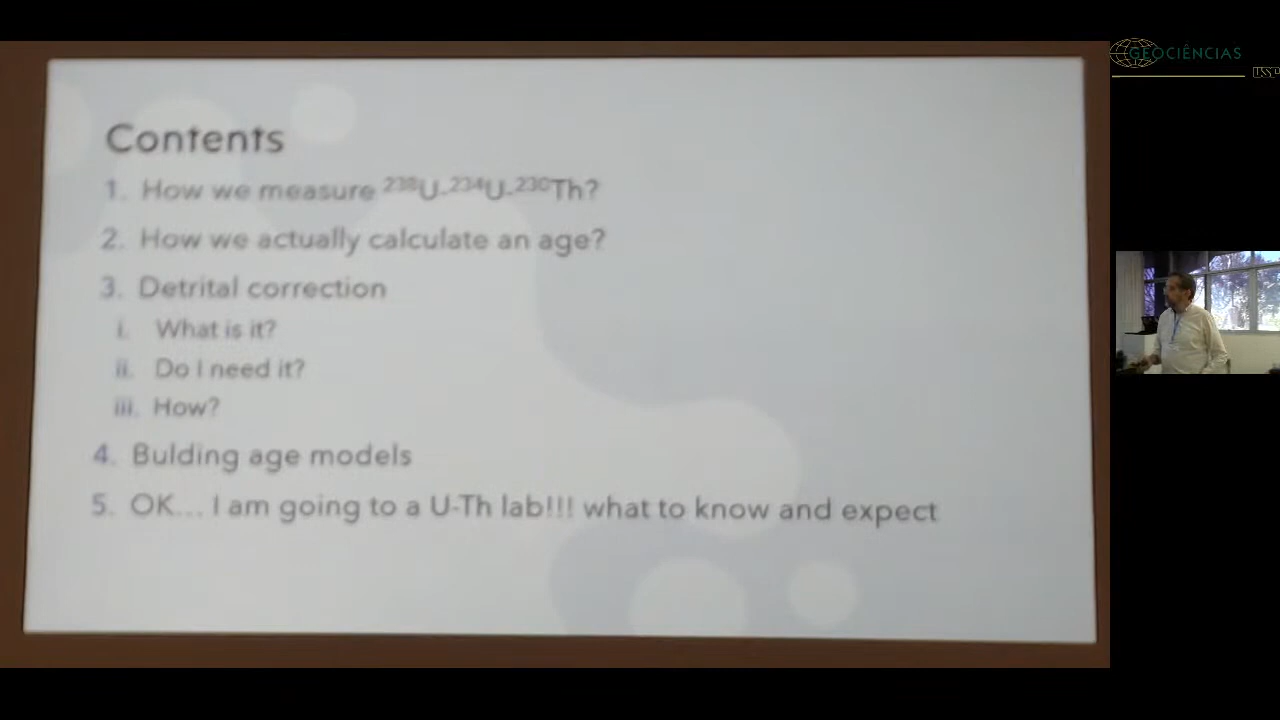 Contents
1. How we measure ²³⁸U-²³⁴U-²³⁰Th?
2. How we actually calculate an age?
3. Detrital correction
i. What is it?
ii. Do I need it?
iii. How?
4. Bulding age models
5. OK... I am going to a U-Th lab!!! what to know and expect
GEOCIÊNCIAS
USP